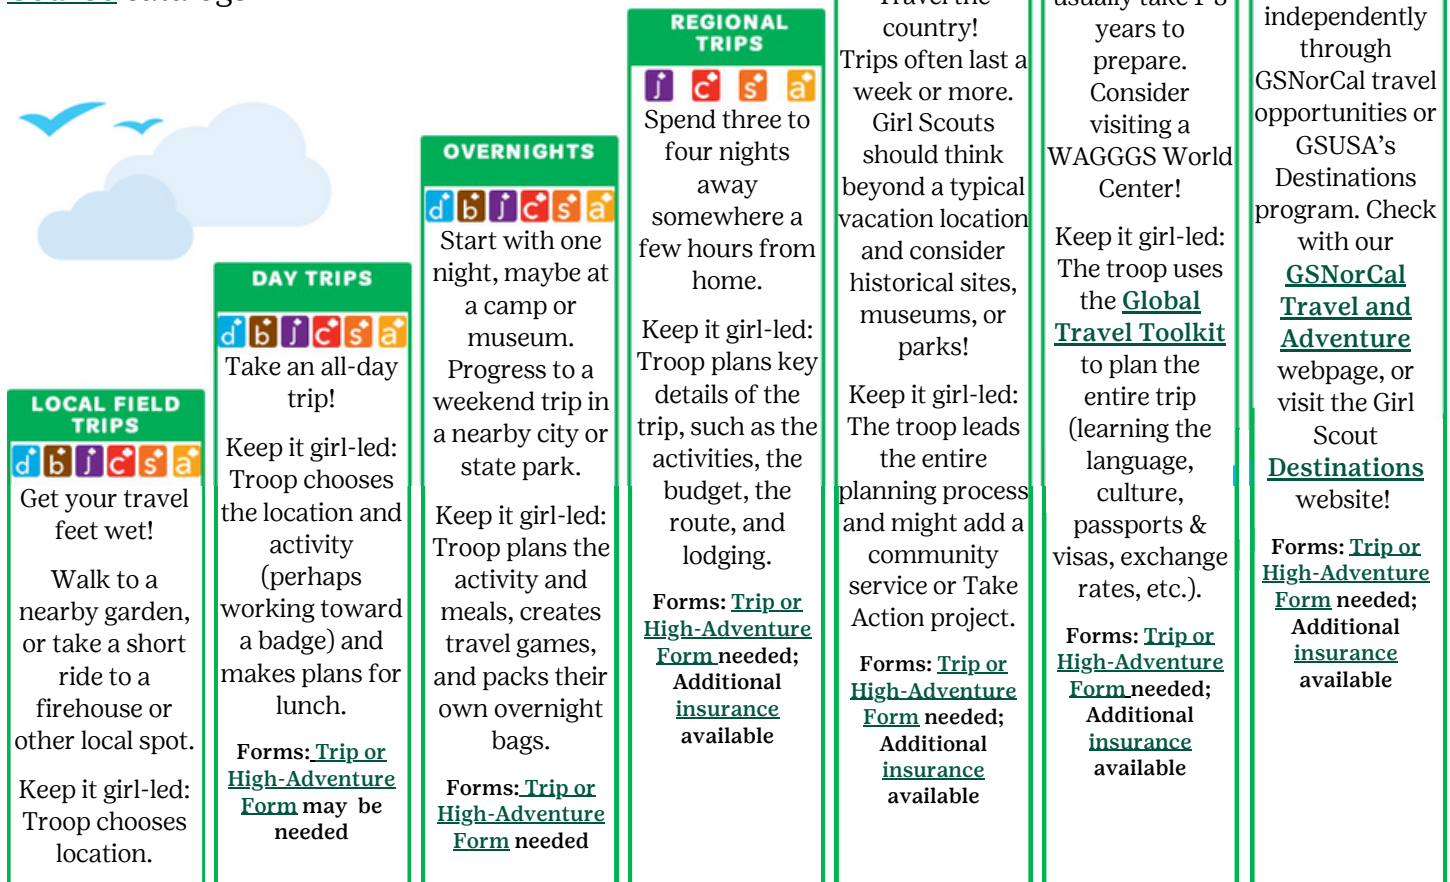 LOCAL FIELD
TRIPS
d b j c s a
Get your travel
feet wet!
Walk to a
nearby garden,
or take a short
ride to a
firehouse or
other local spot.
Keep it girl-led:
Troop chooses
location.
DAY TRIPS
d b j c s a
Take an all-day
trip!
Keep it girl-led:
Troop chooses
the location and
activity
(perhaps
working toward
a badge) and
makes plans for
lunch.
Forms: Trip or
High-Adventure
Form may be
needed
OVERNIGHTS
d b j c s a
Start with one
night, maybe at
a camp or
museum.
Progress to a
weekend trip in
a nearby city or
state park.
Keep it girl-led:
Troop plans the
activity and
meals, creates
travel games,
and packs their
own overnight
bags.
Forms: Trip or
High-Adventure
Form needed
REGIONAL
TRIPS
j c s a
Spend three to
four nights
away
somewhere a
few hours from
home.
Keep it girl-led:
Troop plans key
details of the
trip, such as the
activities, the
budget, the
route, and
lodging.
Forms: Trip or
High-Adventure
Form needed;
Additional
insurance
available
Travel the
country!
Trips often last a
week or more.
Girl Scouts
should think
beyond a typical
vacation location
and consider
historical sites,
museums, or
parks!
Keep it girl-led:
The troop leads
the entire
planning process
and might add a
community
service or Take
Action project.
Forms: Trip or
High-Adventure
Form needed;
Additional
insurance
available
usually take 1-3
years to
prepare.
Consider
visiting a
WAGGGS World
Center!
Keep it girl-led:
The troop uses
the Global
Travel Toolkit
to plan the
entire trip
(learning the
language,
culture,
passports &
visas, exchange
rates, etc.).
Forms: Trip or
High-Adventure
Form needed;
Additional
insurance
available
independently
through
GSNorCal travel
opportunities or
GSUSA's
Destinations
program. Check
with our
GSNorCal
Travel and
Adventure
webpage, or
visit the Girl
Scout
Destinations
website!
Forms: Trip or
High-Adventure
Form needed;
Additional
insurance
available